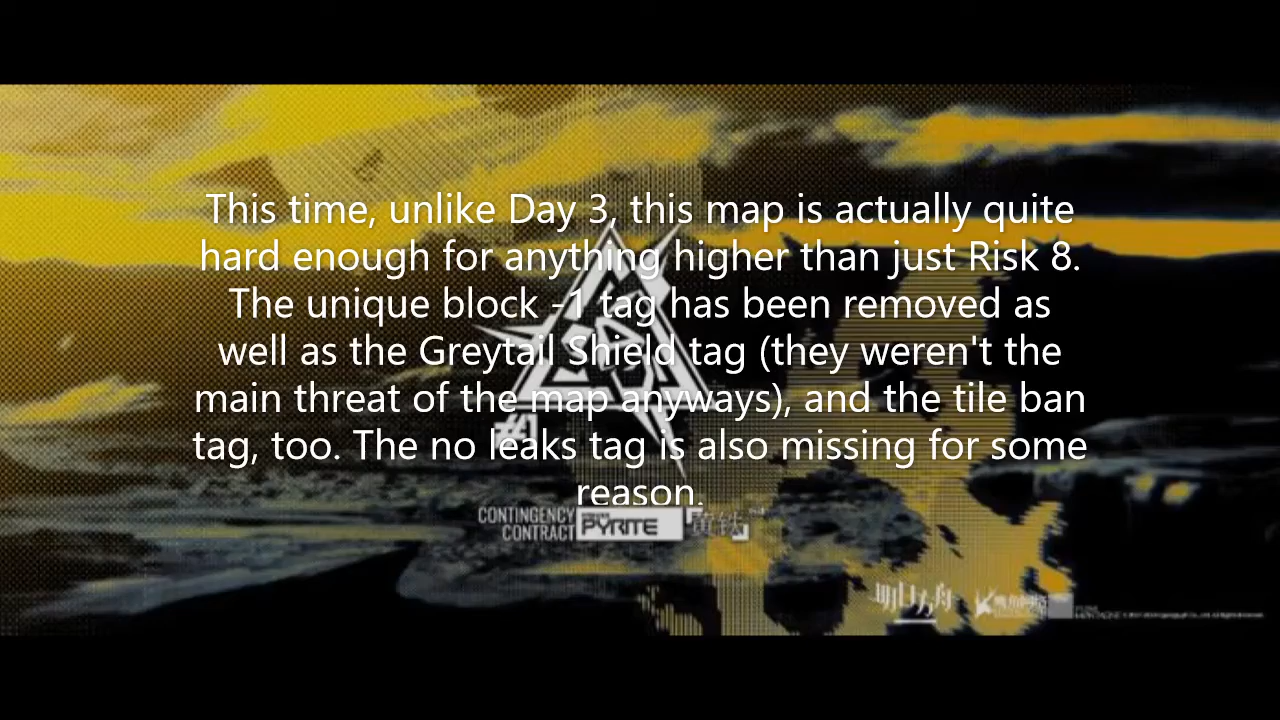 This time, unlike Day 3, this map is actually quite
hard enough for anything higher than just Risk 8.
The unique block -1 tag has been removed as
well as the Greytail Shield tag (they weren't the
main threat of the map anyways), and the tile ban
tag, too. The no leaks tag is also missing for some
reason.
#4
CONTINGENCY
CONTRACT
PYRITE
黄铁
明日方舟